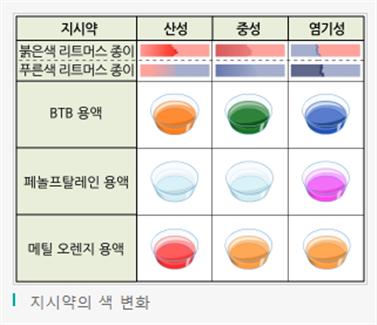 지시약 산성 중성 염기성
붉은색 리트머스 종이
푸른색 리트머스 종이
BTB 용액
페놀프탈레인 용액
메틸 오렌지 용액
지시약의 색 변화